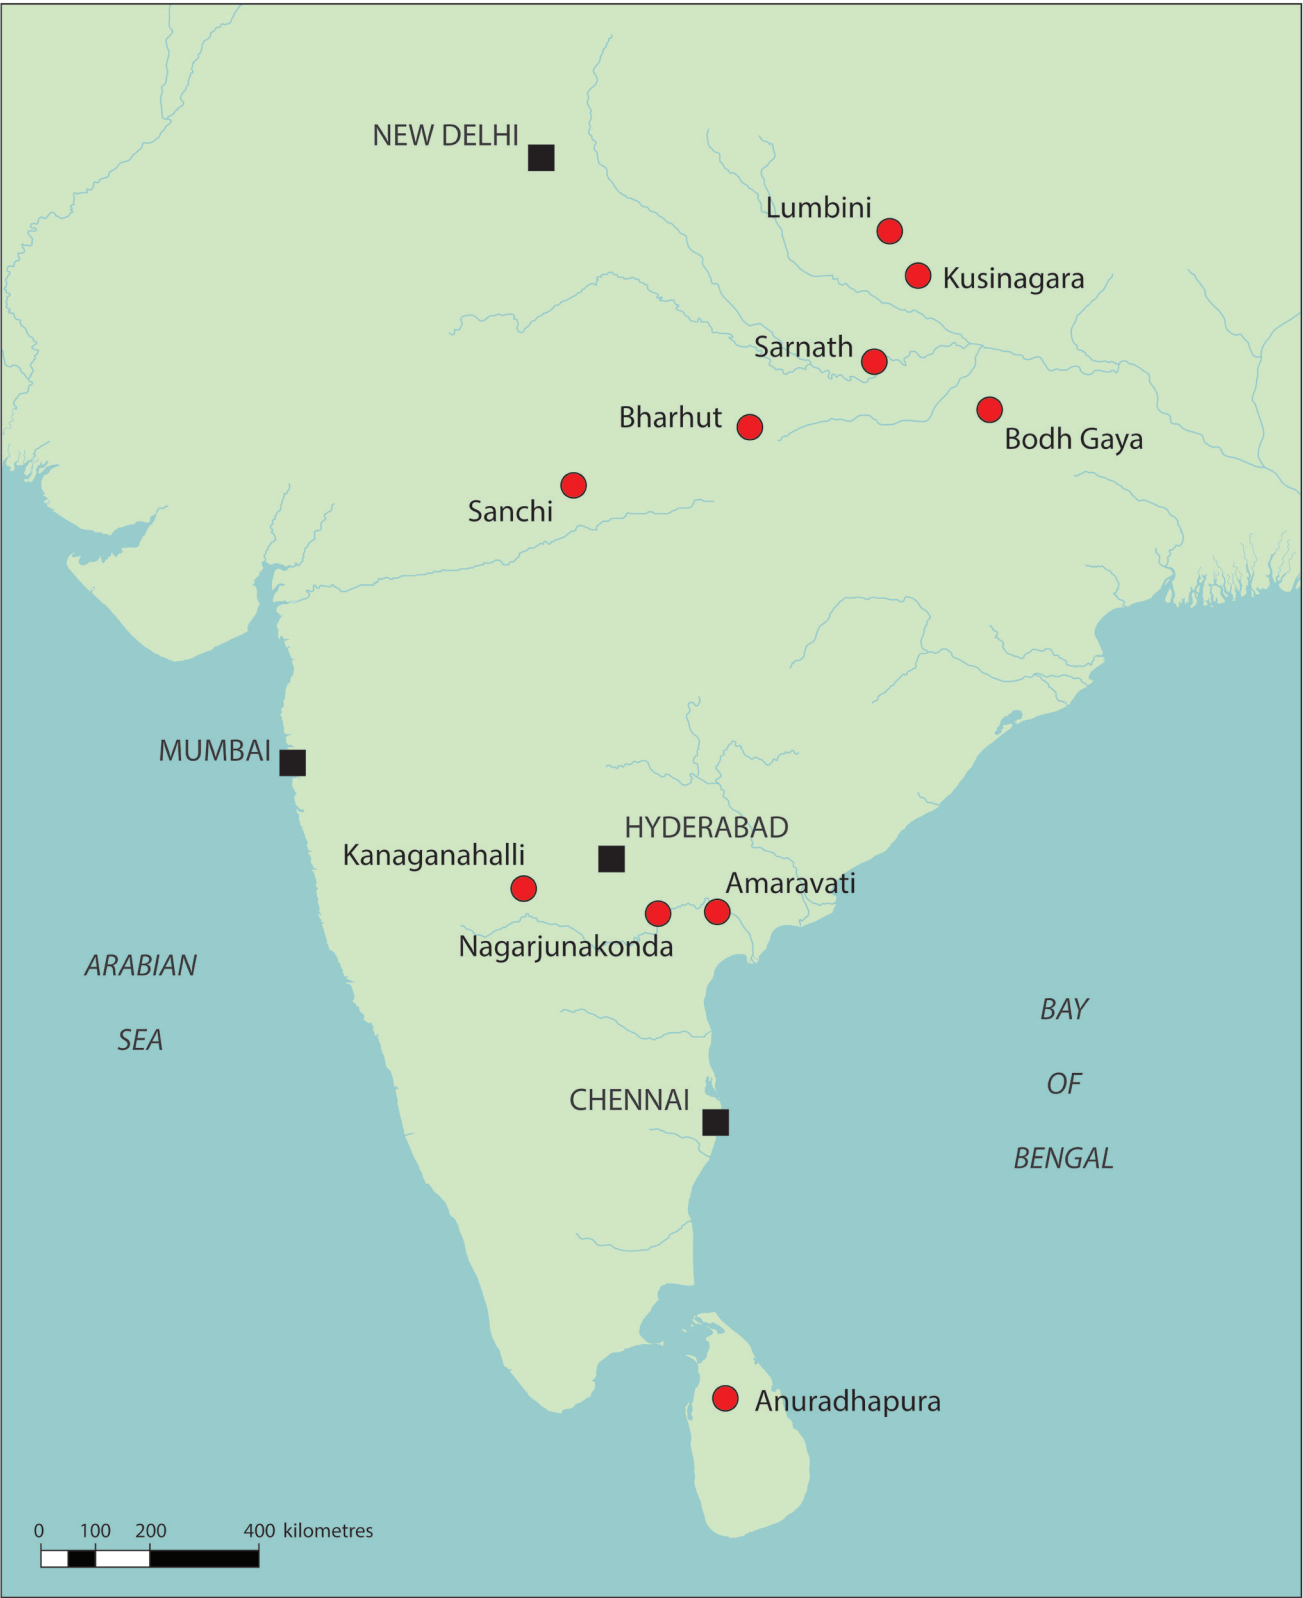 NEW DELHI
Lumbini
Kusinagara
Sarnath
Bharhut
Bodh Gaya
Sanchi
MUMBAI
HYDERABAD
Kanaganahalli
Amaravati
Nagarjunakonda
ARABIAN
SEA
BAY
OF
BENGAL
CHENNAI
Anuradhapura
0 100 200 400 kilometres